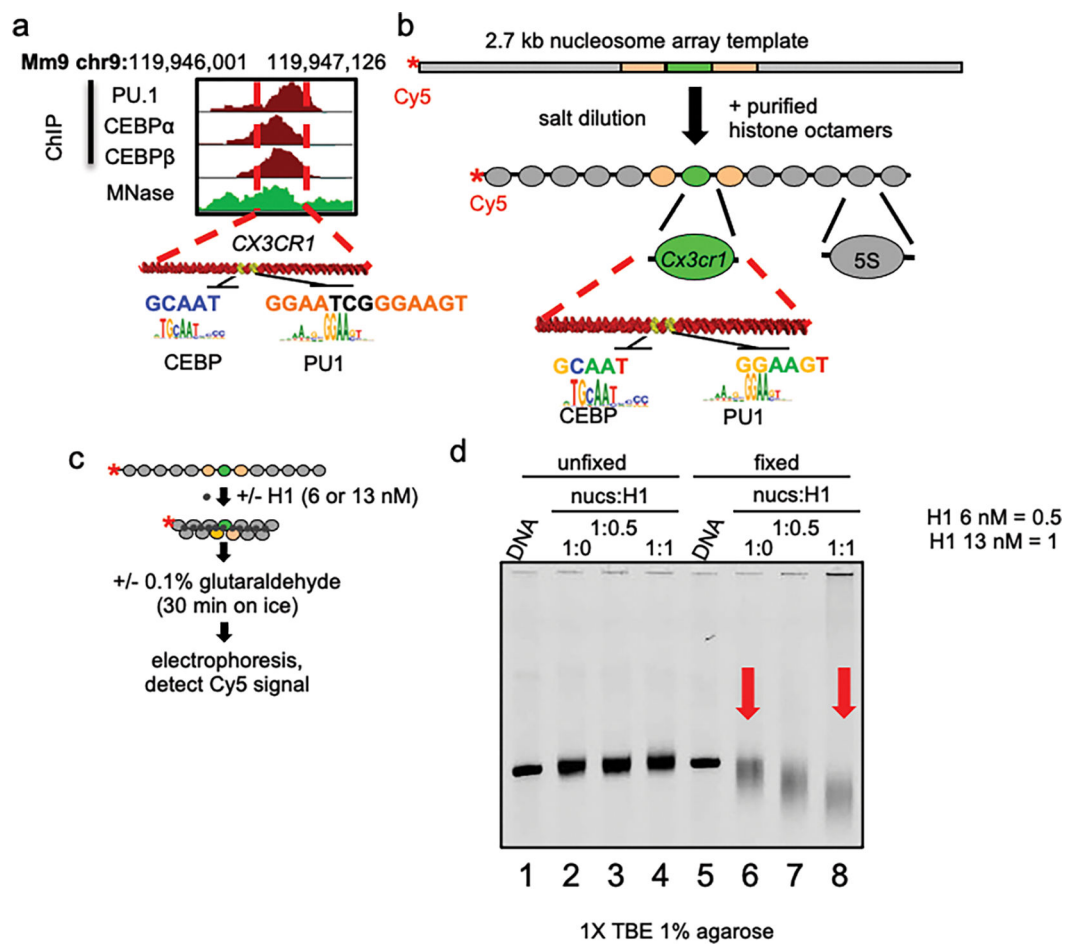 a
Mm9 chr9:119,946,001 119,947,126
ChIP
PU.1
CEBPα
CEBPβ
MNase
CX3CR1
GCAAT
GGAATCGGGAAGT
CEBP
PU1
b
2.7 kb nucleosome array template
*
Cy5
salt dilution
+ purified
histone octamers
*
Cy5
Cx3cr1
5S
GCAAT
GGAAGT
CEBP
PU1
c
*
+/- H1 (6 or 13 nM)
*
+/- 0.1% glutaraldehyde
(30 min on ice)
electrophoresis,
detect Cy5 signal
d
unfixed fixed
nucs:H1 nucs:H1
DNA 1:0 1:0.5 1:1 DNA 1:0 1:0.5 1:1
H1 6 nM = 0.5
H1 13 nM = 1
1 2 3 4 5 6 7 8
1X TBE 1% agarose